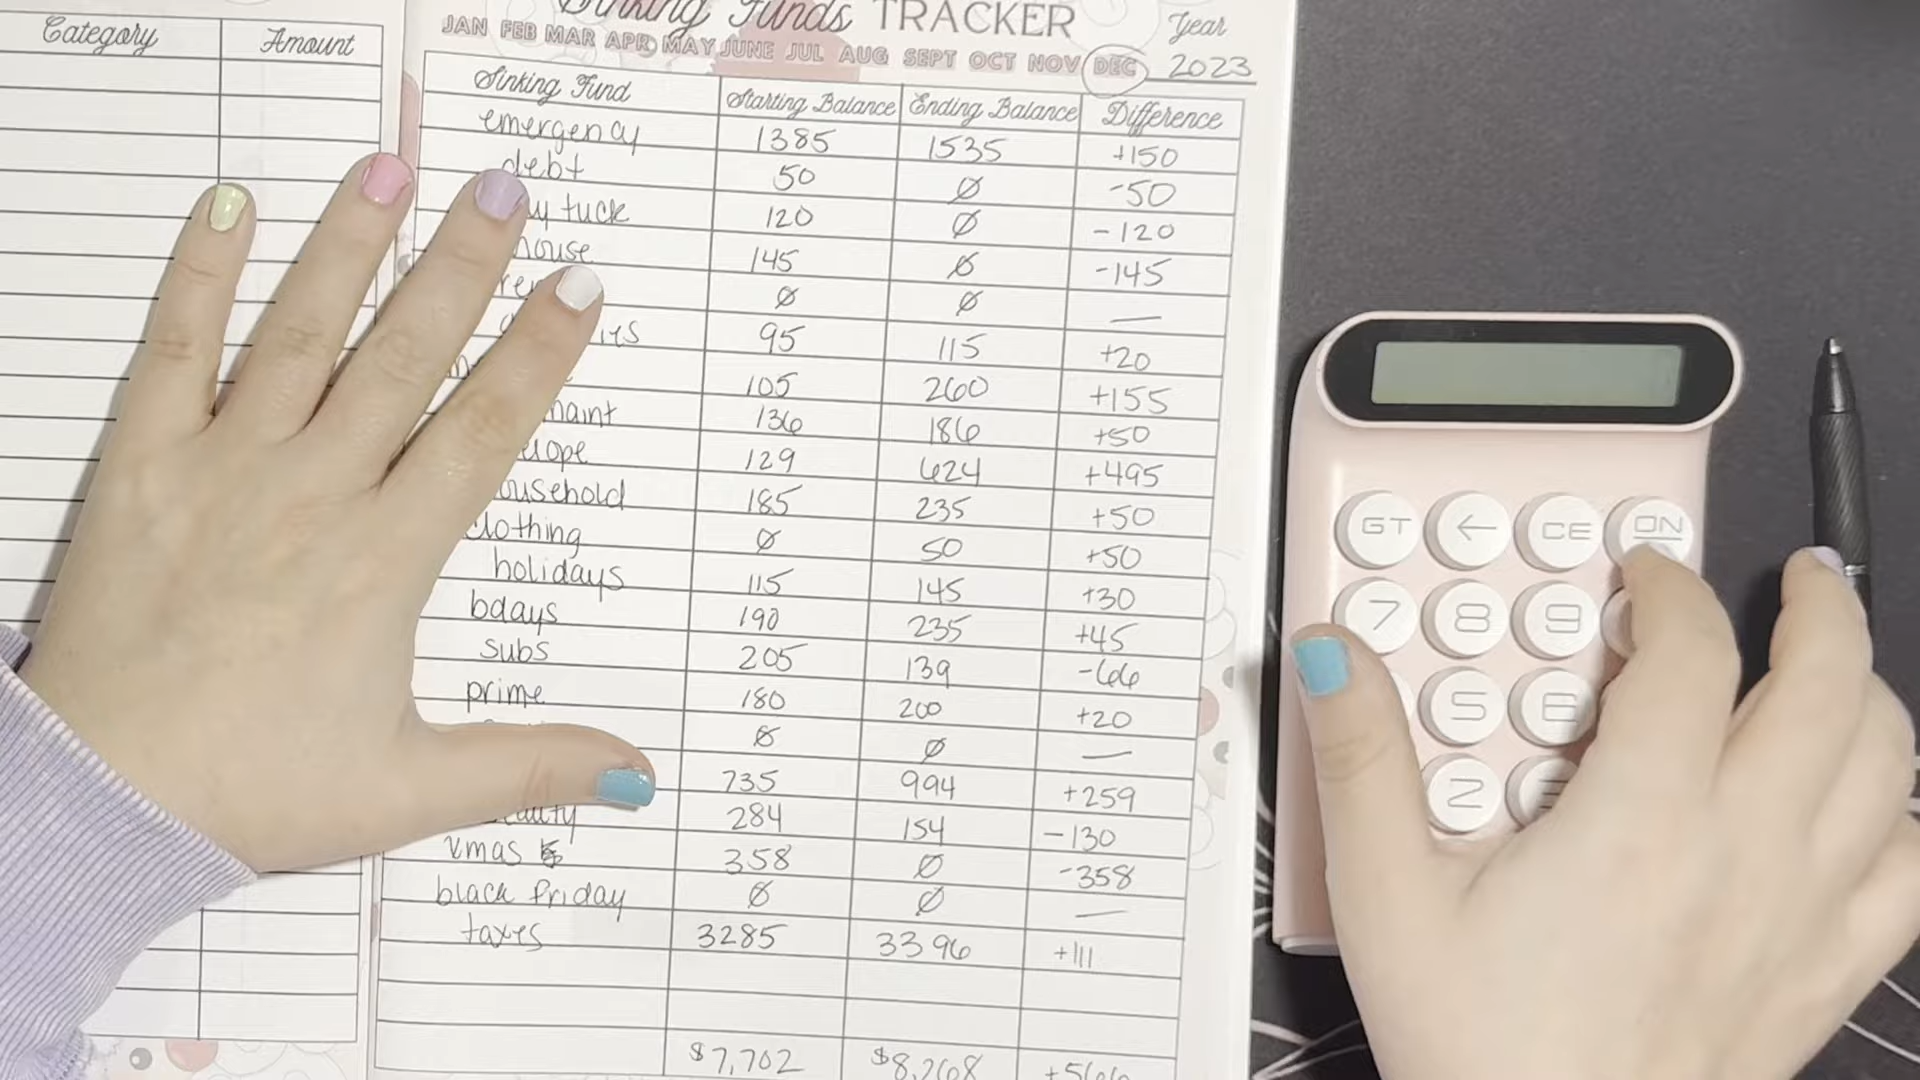 Category Amount
Sinking Funds TRACKER
Year
JAN FEB MAR APR MAY JUNE JUL AUG SEPT OCT NOV DEC 2023
Sinking Fund Starting Balance Ending Balance Difference
emergency 1385 1535 +150
debt 50 Ø -50
tuck 120 Ø -120
house 145 Ø -145
Ø Ø —
95 115 +20
105 260 +155
maint 136 186 +50
129 624 +495
household 185 235 +50
clothing Ø 50 +50
holidays 115 145 +30
bdays 190 235 +45
subs 205 139 -66
prime 180 200 +20
Ø Ø —
735 994 +259
284 154 -130
xmas 358 Ø -358
black friday Ø Ø —
taxes 3285 3396 +111
$7,702 $8,268 +566
GT ← CE ON
7 8 9
5 6
2